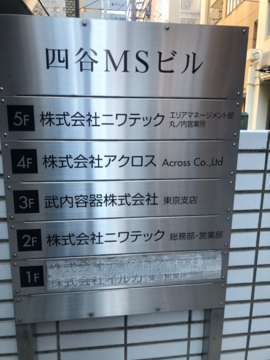 四谷MSビル
5F 株式会社ニワテック エリアマネージメント部 丸ノ内営業所
4F 株式会社アクロス Across Co.,Ltd
3F 武内容器株式会社 東京支店
2F 株式会社ニワテック 総務部・営業部
1F